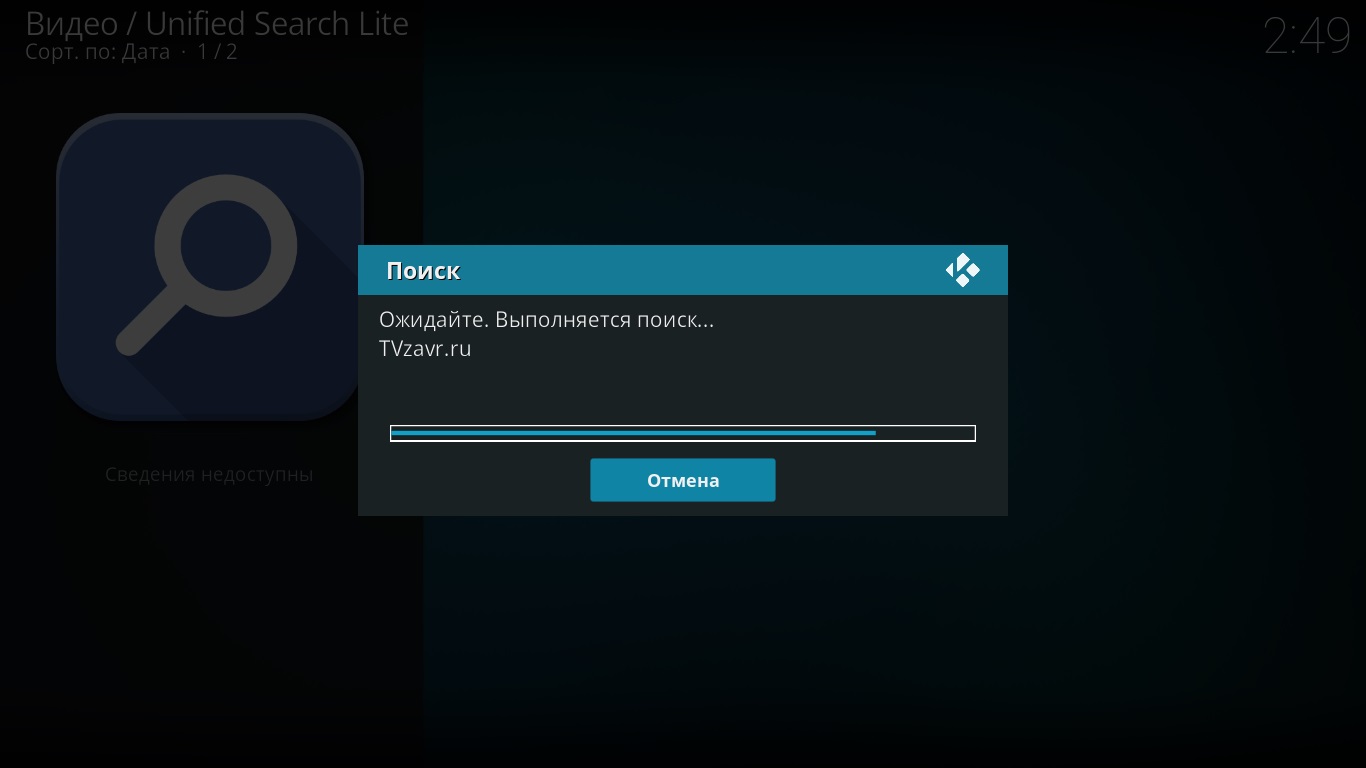 Видео / Unified Search Lite
Сорт. по: Дата · 1 / 2
2:49
Поиск
Ожидайте. Выполняется поиск...
TVzavr.ru
Отмена
Сведения недоступны